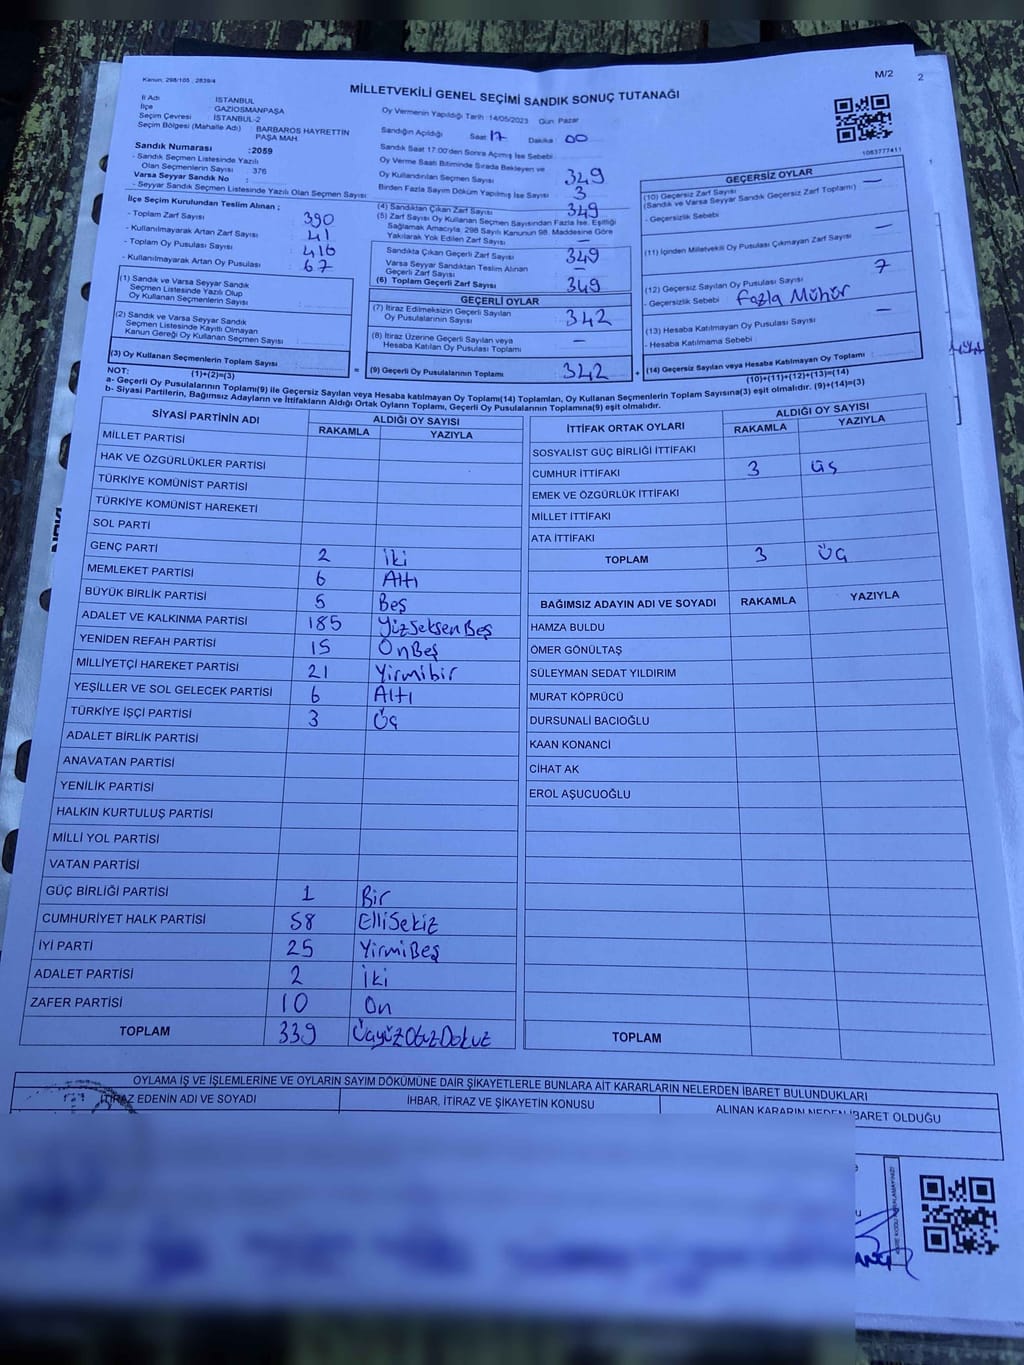 Kanun, 298/105 , 2839/4
M/2
2
MİLLETVEKİLİ GENEL SEÇİMİ SANDIK SONUÇ TUTANAĞI
İl Adı : İSTANBUL
İlçe : GAZİOSMANPAŞA
Seçim Çevresi : İSTANBUL-2
Seçim Bölgesi (Mahalle Adı) : BARBAROS HAYRETTİN PAŞA MAH.
Sandık Numarası : 2059
- Sandık Seçmen Listesinde Yazılı
Olan Seçmenlerin Sayısı : 376
Varsa Seyyar Sandık No :
- Seyyar Sandık Seçmen Listesinde Yazılı Olan Seçmen Sayısı
İlçe Seçim Kurulundan Teslim Alınan ;
- Toplam Zarf Sayısı : 390
- Kullanılmayarak Artan Zarf Sayısı : 41
- Toplam Oy Pusulası Sayısı : 416
- Kullanılmayarak Artan Oy Pusulası : 67
(1) Sandık ve Varsa Seyyar Sandık
Seçmen Listesinde Yazılı Olup
Oy Kullanan Seçmenlerin Sayısı :
(2) Sandık ve Varsa Seyyar Sandık
Seçmen Listesinde Kayıtlı Olmayan
Kanun Gereği Oy Kullanan Seçmen Sayısı :
(3) Oy Kullanan Seçmenlerin Toplam Sayısı :
(1)+(2)=(3)
Oy Vermenin Yapıldığı Tarih : 14/05/2023 Gün: Pazar
Sandığın Açıldığı Saat : 17 Dakika : 00
Sandık Saat 17:00'den Sonra Açılmış İse Sebebi :
Oy Verme Saati Bitiminde Sırada Bekleyen ve
Oy Kullandırılan Seçmen Sayısı : 349
Birden Fazla Sayım Döküm Yapılmış İse Sayısı : 3
(4) Sandıktan Çıkan Zarf Sayısı : 349
(5) Zarf Sayısı Oy Kullanan Seçmen Sayısından Fazla İse, Eşitliği
Sağlamak Amacıyla, 298 Sayılı Kanunun 98. Maddesine Göre
Yakılarak Yok Edilen Zarf Sayısı : —
Sandıkta Çıkan Geçerli Zarf Sayısı : 349
Varsa Seyyar Sandıktan Teslim Alınan
Geçerli Zarf Sayısı : —
(6) Toplam Geçerli Zarf Sayısı : 349
GEÇERLİ OYLAR
(7) İtiraz Edilmeksizin Geçerli Sayılan
Oy Pusulalarının Sayısı : 342
(8) İtiraz Üzerine Geçerli Sayılan veya
Hesaba Katılan Oy Pusulası Toplamı : —
= (9) Geçerli Oy Pusulalarının Toplamı : 342 +
1083777411
GEÇERSİZ OYLAR
(10) Geçersiz Zarf Sayısı : —
(Sandık ve Varsa Seyyar Sandık Geçersiz Zarf Toplamı)
- Geçersizlik Sebebi
(11) İçinden Milletvekili Oy Pusulası Çıkmayan Zarf Sayısı —
(12) Geçersiz Sayılan Oy Pusulası Sayısı : 7
- Geçersizlik Sebebi : Fazla Mühür
(13) Hesaba Katılmayan Oy Pusulası Sayısı : —
- Hesaba Katılmama Sebebi
(14) Geçersiz Sayılan veya Hesaba Katılmayan Oy Toplamı :
(10)+(11)+(12)+(13)=(14)
NOT:
a- Geçerli Oy Pusulalarının Toplamı(9) ile Geçersiz Sayılan veya Hesaba katılmayan Oy Toplamı(14) Toplamları, Oy Kullanan Seçmenlerin Toplam Sayısına(3) eşit olmalıdır. (9)+(14)=(3)
b- Siyasi Partilerin, Bağımsız Adayların ve İttifakların Aldığı Ortak Oyların Toplamı, Geçerli Oy Pusulalarının Toplamına(9) eşit olmalıdır.
SİYASİ PARTİNİN ADI ALDIĞI OY SAYISI
RAKAMLA YAZIYLA
MİLLET PARTİSİ
HAK VE ÖZGÜRLÜKLER PARTİSİ
TÜRKİYE KOMÜNİST PARTİSİ
TÜRKİYE KOMÜNİST HAREKETİ
SOL PARTİ
GENÇ PARTİ 2 İki
MEMLEKET PARTİSİ 6 Altı
BÜYÜK BİRLİK PARTİSİ 5 Beş
ADALET VE KALKINMA PARTİSİ 185 YüzSeksenBeş
YENİDEN REFAH PARTİSİ 15 OnBeş
MİLLİYETÇİ HAREKET PARTİSİ 21 Yirmibir
YEŞİLLER VE SOL GELECEK PARTİSİ 6 Altı
TÜRKİYE İŞÇİ PARTİSİ 3 Üç
ADALET BİRLİK PARTİSİ
ANAVATAN PARTİSİ
YENİLİK PARTİSİ
HALKIN KURTULUŞ PARTİSİ
MİLLİ YOL PARTİSİ
VATAN PARTİSİ
GÜÇ BİRLİĞİ PARTİSİ 1 Bir
CUMHURİYET HALK PARTİSİ 58 ElliSekiz
İYİ PARTİ 25 YirmiBeş
ADALET PARTİSİ 2 İki
ZAFER PARTİSİ 10 On
TOPLAM 339 ÜçyüzOtuzDokuz
İTTİFAK ORTAK OYLARI ALDIĞI OY SAYISI
RAKAMLA YAZIYLA
SOSYALİST GÜÇ BİRLİĞİ İTTİFAKI
CUMHUR İTTİFAKI 3 üç
EMEK VE ÖZGÜRLÜK İTTİFAKI
MİLLET İTTİFAKI
ATA İTTİFAKI
TOPLAM 3 Üç
BAĞIMSIZ ADAYIN ADI VE SOYADI RAKAMLA YAZIYLA
HAMZA BULDU
ÖMER GÖNÜLTAŞ
SÜLEYMAN SEDAT YILDIRIM
MURAT KÖPRÜCÜ
DURSUNALİ BACIOĞLU
KAAN KONANCİ
CİHAT AK
EROL AŞUCUOĞLU
TOPLAM
OYLAMA İŞ VE İŞLEMLERİNE VE OYLARIN SAYIM DÖKÜMÜNE DAİR ŞİKAYETLERLE BUNLARA AİT KARARLARIN NELERDEN İBARET BULUNDUKLARI
İTİRAZ EDENİN ADI VE SOYADI İHBAR, İTİRAZ VE ŞİKAYETİN KONUSU ALINAN KARARIN NEDEN İBARET OLDUĞU